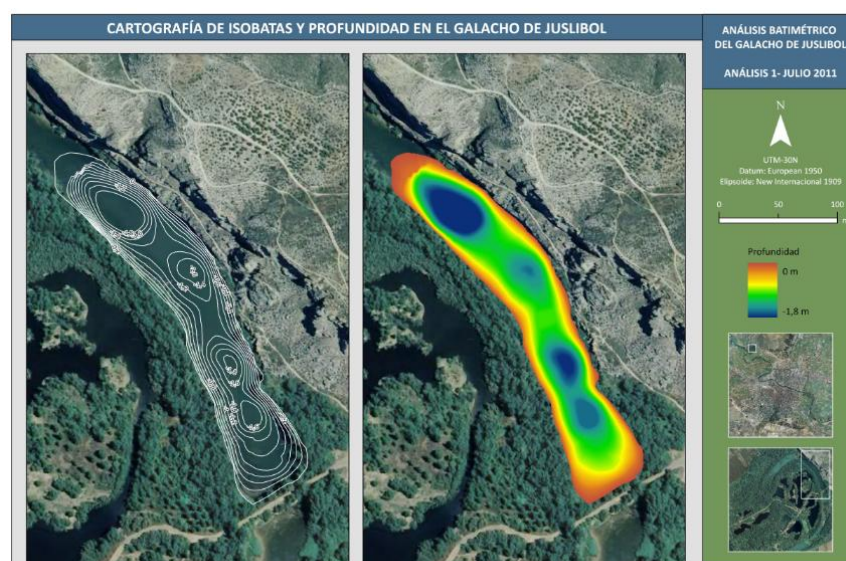 CARTOGRAFÍA DE ISOBATAS Y PROFUNDIDAD EN EL GALACHO DE JUSLIBOL
ANÁLISIS BATIMÉTRICO
DEL GALACHO DE JUSLIBOL
ANÁLISIS 1- JULIO 2011
N
UTM-30N
Datum: European 1950
Elipsoide: New Internacional 1909
0 50 100
m
Profundidad
0 m
-1,8 m